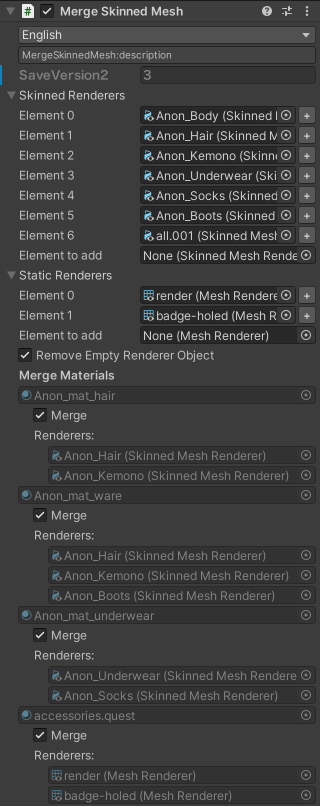 Merge Skinned Mesh
English
MergeSkinnedMesh:description
SaveVersion2 3
Skinned Renderers
Element 0 Anon_Body (Skinned
Element 1 Anon_Hair (Skinned M
Element 2 Anon_Kemono (Skinn
Element 3 Anon_Underwear (Ski
Element 4 Anon_Socks (Skinned
Element 5 Anon_Boots (Skinned
Element 6 all.001 (Skinned Mesh
Element to add None (Skinned Mesh Rende
Static Renderers
Element 0 render (Mesh Rendere
Element 1 badge-holed (Mesh R
Element to add None (Mesh Renderer)
Remove Empty Renderer Object
Merge Materials
Anon_mat_hair
Merge
Renderers:
Anon_Hair (Skinned Mesh Renderer)
Anon_Kemono (Skinned Mesh Renderer)
Anon_mat_ware
Merge
Renderers:
Anon_Hair (Skinned Mesh Renderer)
Anon_Kemono (Skinned Mesh Renderer)
Anon_Boots (Skinned Mesh Renderer)
Anon_mat_underwear
Merge
Renderers:
Anon_Underwear (Skinned Mesh Rendere
Anon_Socks (Skinned Mesh Renderer)
accessories.quest
Merge
Renderers:
render (Mesh Renderer)
badge-holed (Mesh Renderer)